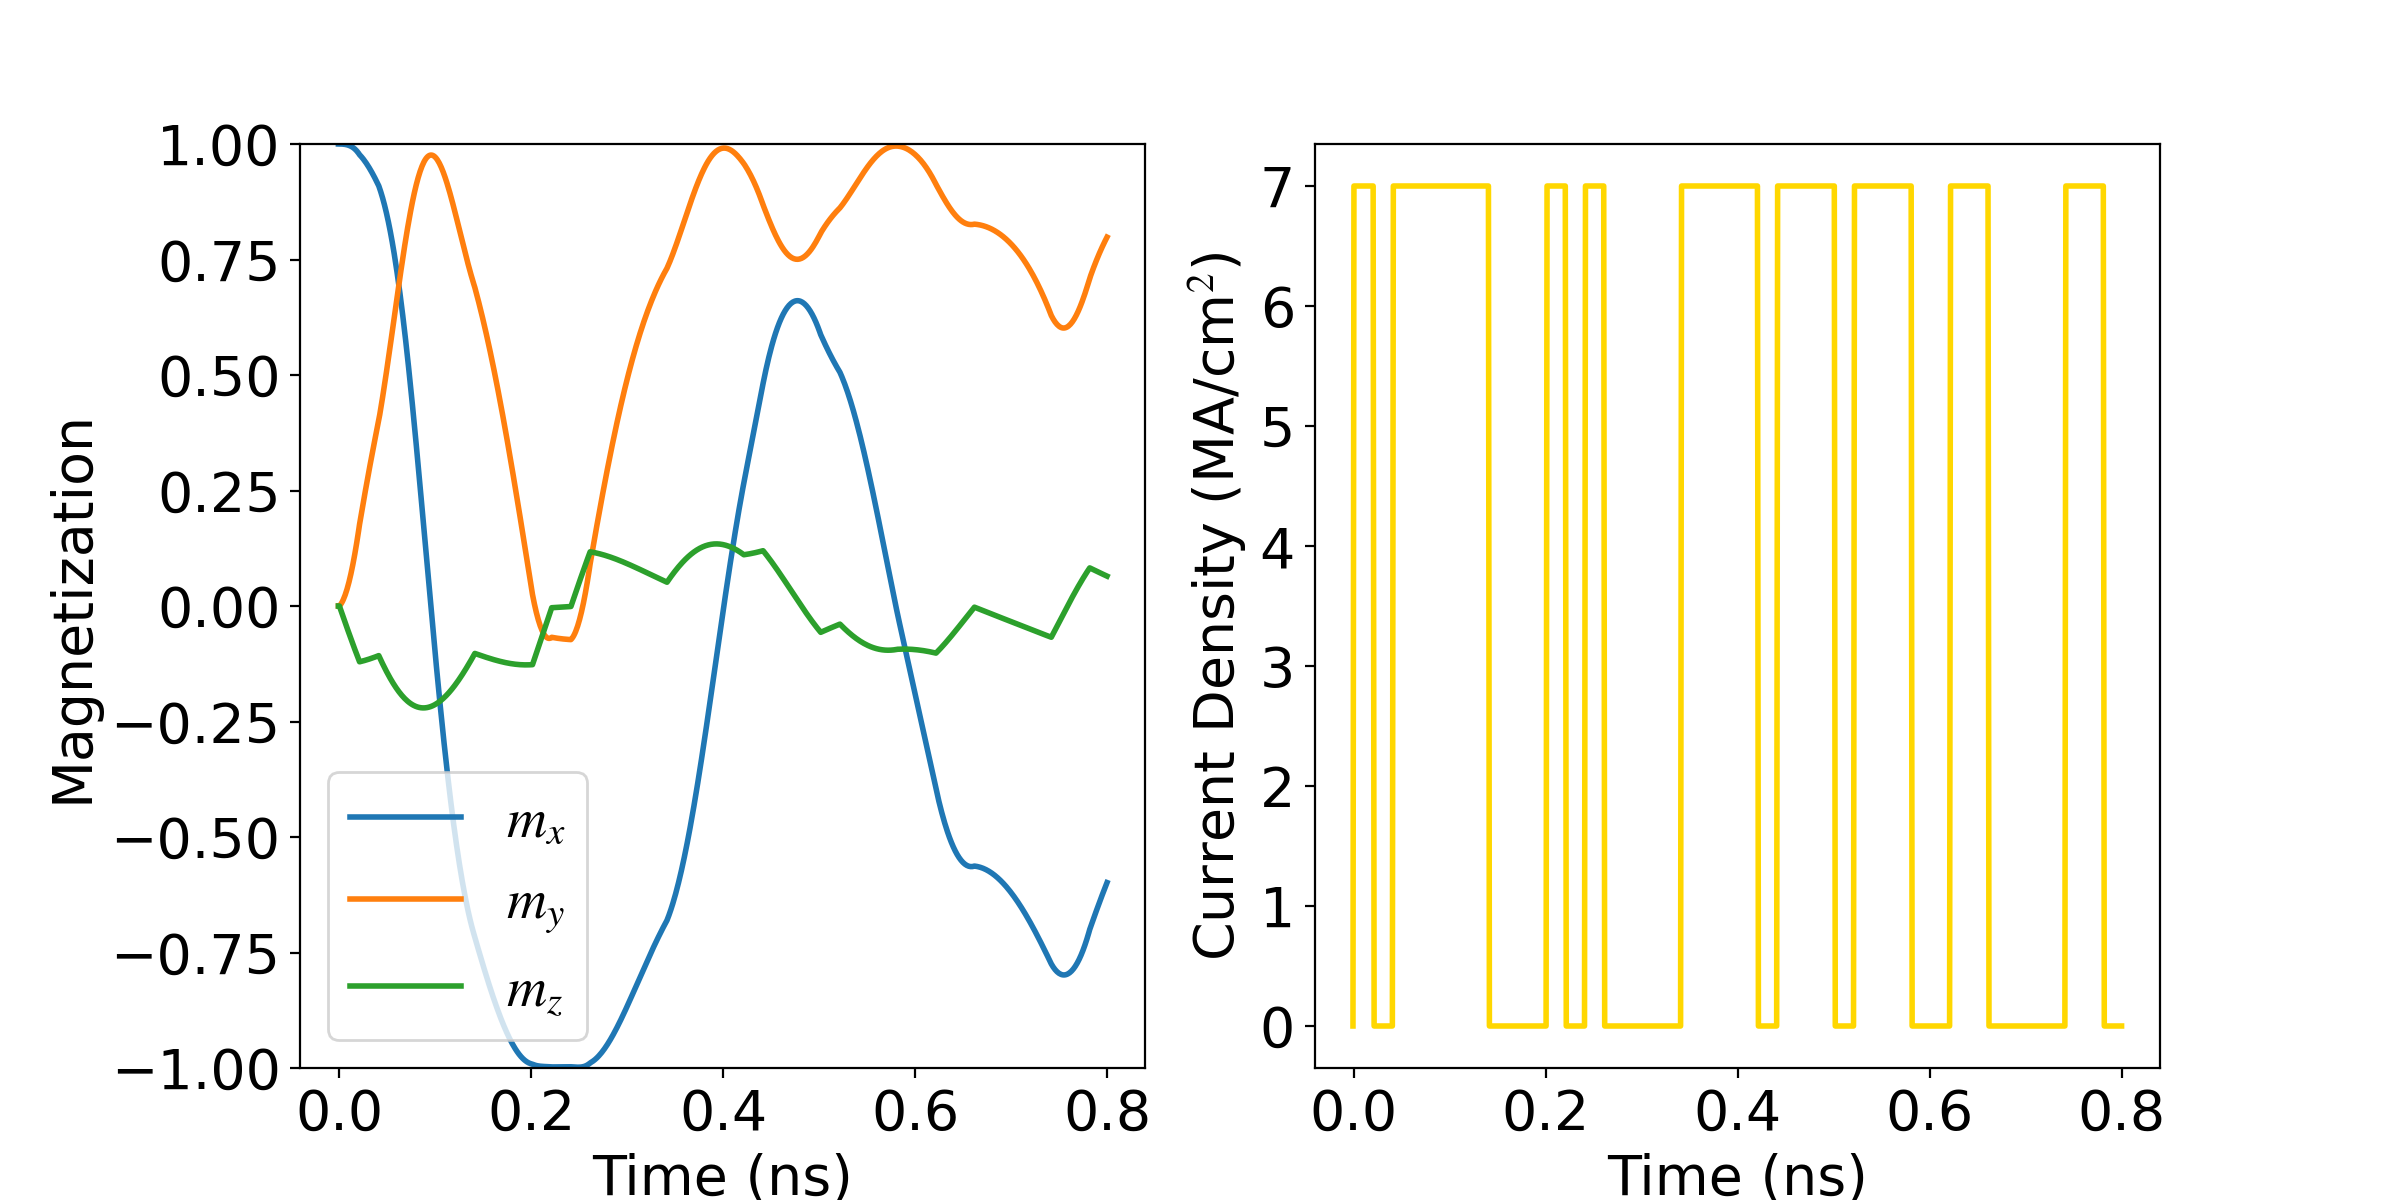 1.00
0.75
0.50
0.25
0.00
−0.25
−0.50
−0.75
−1.00
Magnetization
m_x
m_y
m_z
0.0 0.2 0.4 0.6 0.8
Time (ns)
7
6
5
4
3
2
1
0
Current Density (MA/cm²)
0.0 0.2 0.4 0.6 0.8
Time (ns)